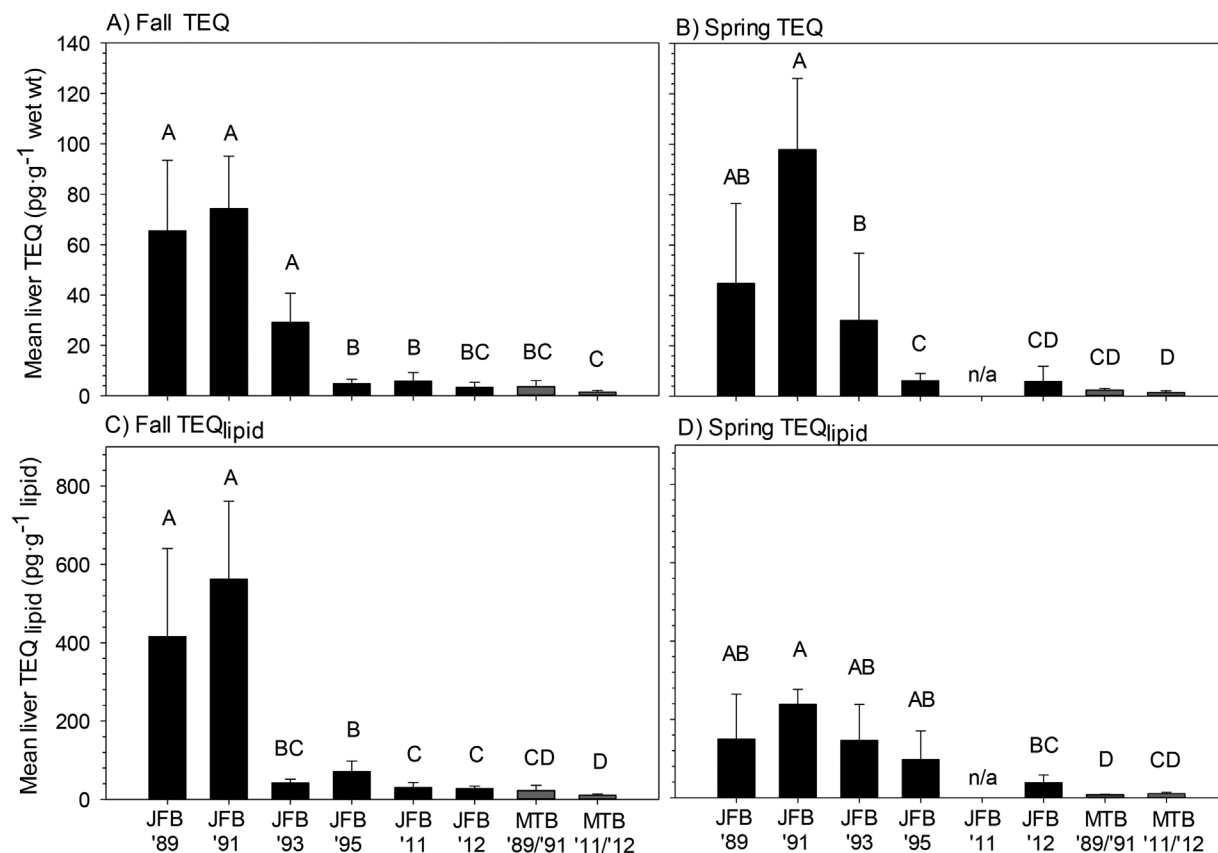 A) Fall TEQ
Mean liver TEQ (pg·g⁻¹ wet wt)
140
120
100
80
60
40
20
0
A
A
A
B
B
BC
BC
C
B) Spring TEQ
AB
A
B
C
n/a
CD
CD
D
C) Fall TEQlipid
Mean liver TEQ lipid (pg·g⁻¹ lipid)
800
600
400
200
0
A
A
BC
B
C
C
CD
D
JFB JFB JFB JFB JFB JFB MTB MTB
'89 '91 '93 '95 '11 '12 '89/'91 '11/'12
D) Spring TEQlipid
AB
A
AB
AB
n/a
BC
D
CD
JFB JFB JFB JFB JFB JFB MTB MTB
'89 '91 '93 '95 '11 '12 '89/'91 '11/'12